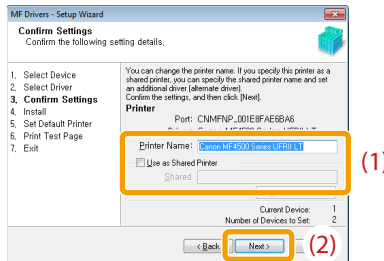 MF Drivers - Setup Wizard
Confirm Settings
Confirm the following setting details.
1. Select Device
2. Select Driver
3. Confirm Settings
4. Install
5. Set Default Printer
6. Print Test Page
7. Exit
You can change the printer name. If you specify this printer as a
shared printer, you can specify the shared printer name and set
an additional driver (alternate driver).
Confirm the settings, and then click [Next].
Printer
Port: CNMFNP_001E8FAE6BA6
Canon MF4500 Series UFRII LT
Printer Name: Canon MF4500 Series UFRII LT
Use as Shared Printer
Shared
(1)
Current Device: 1
Number of Devices to Set: 2
< Back
Next >
(2)